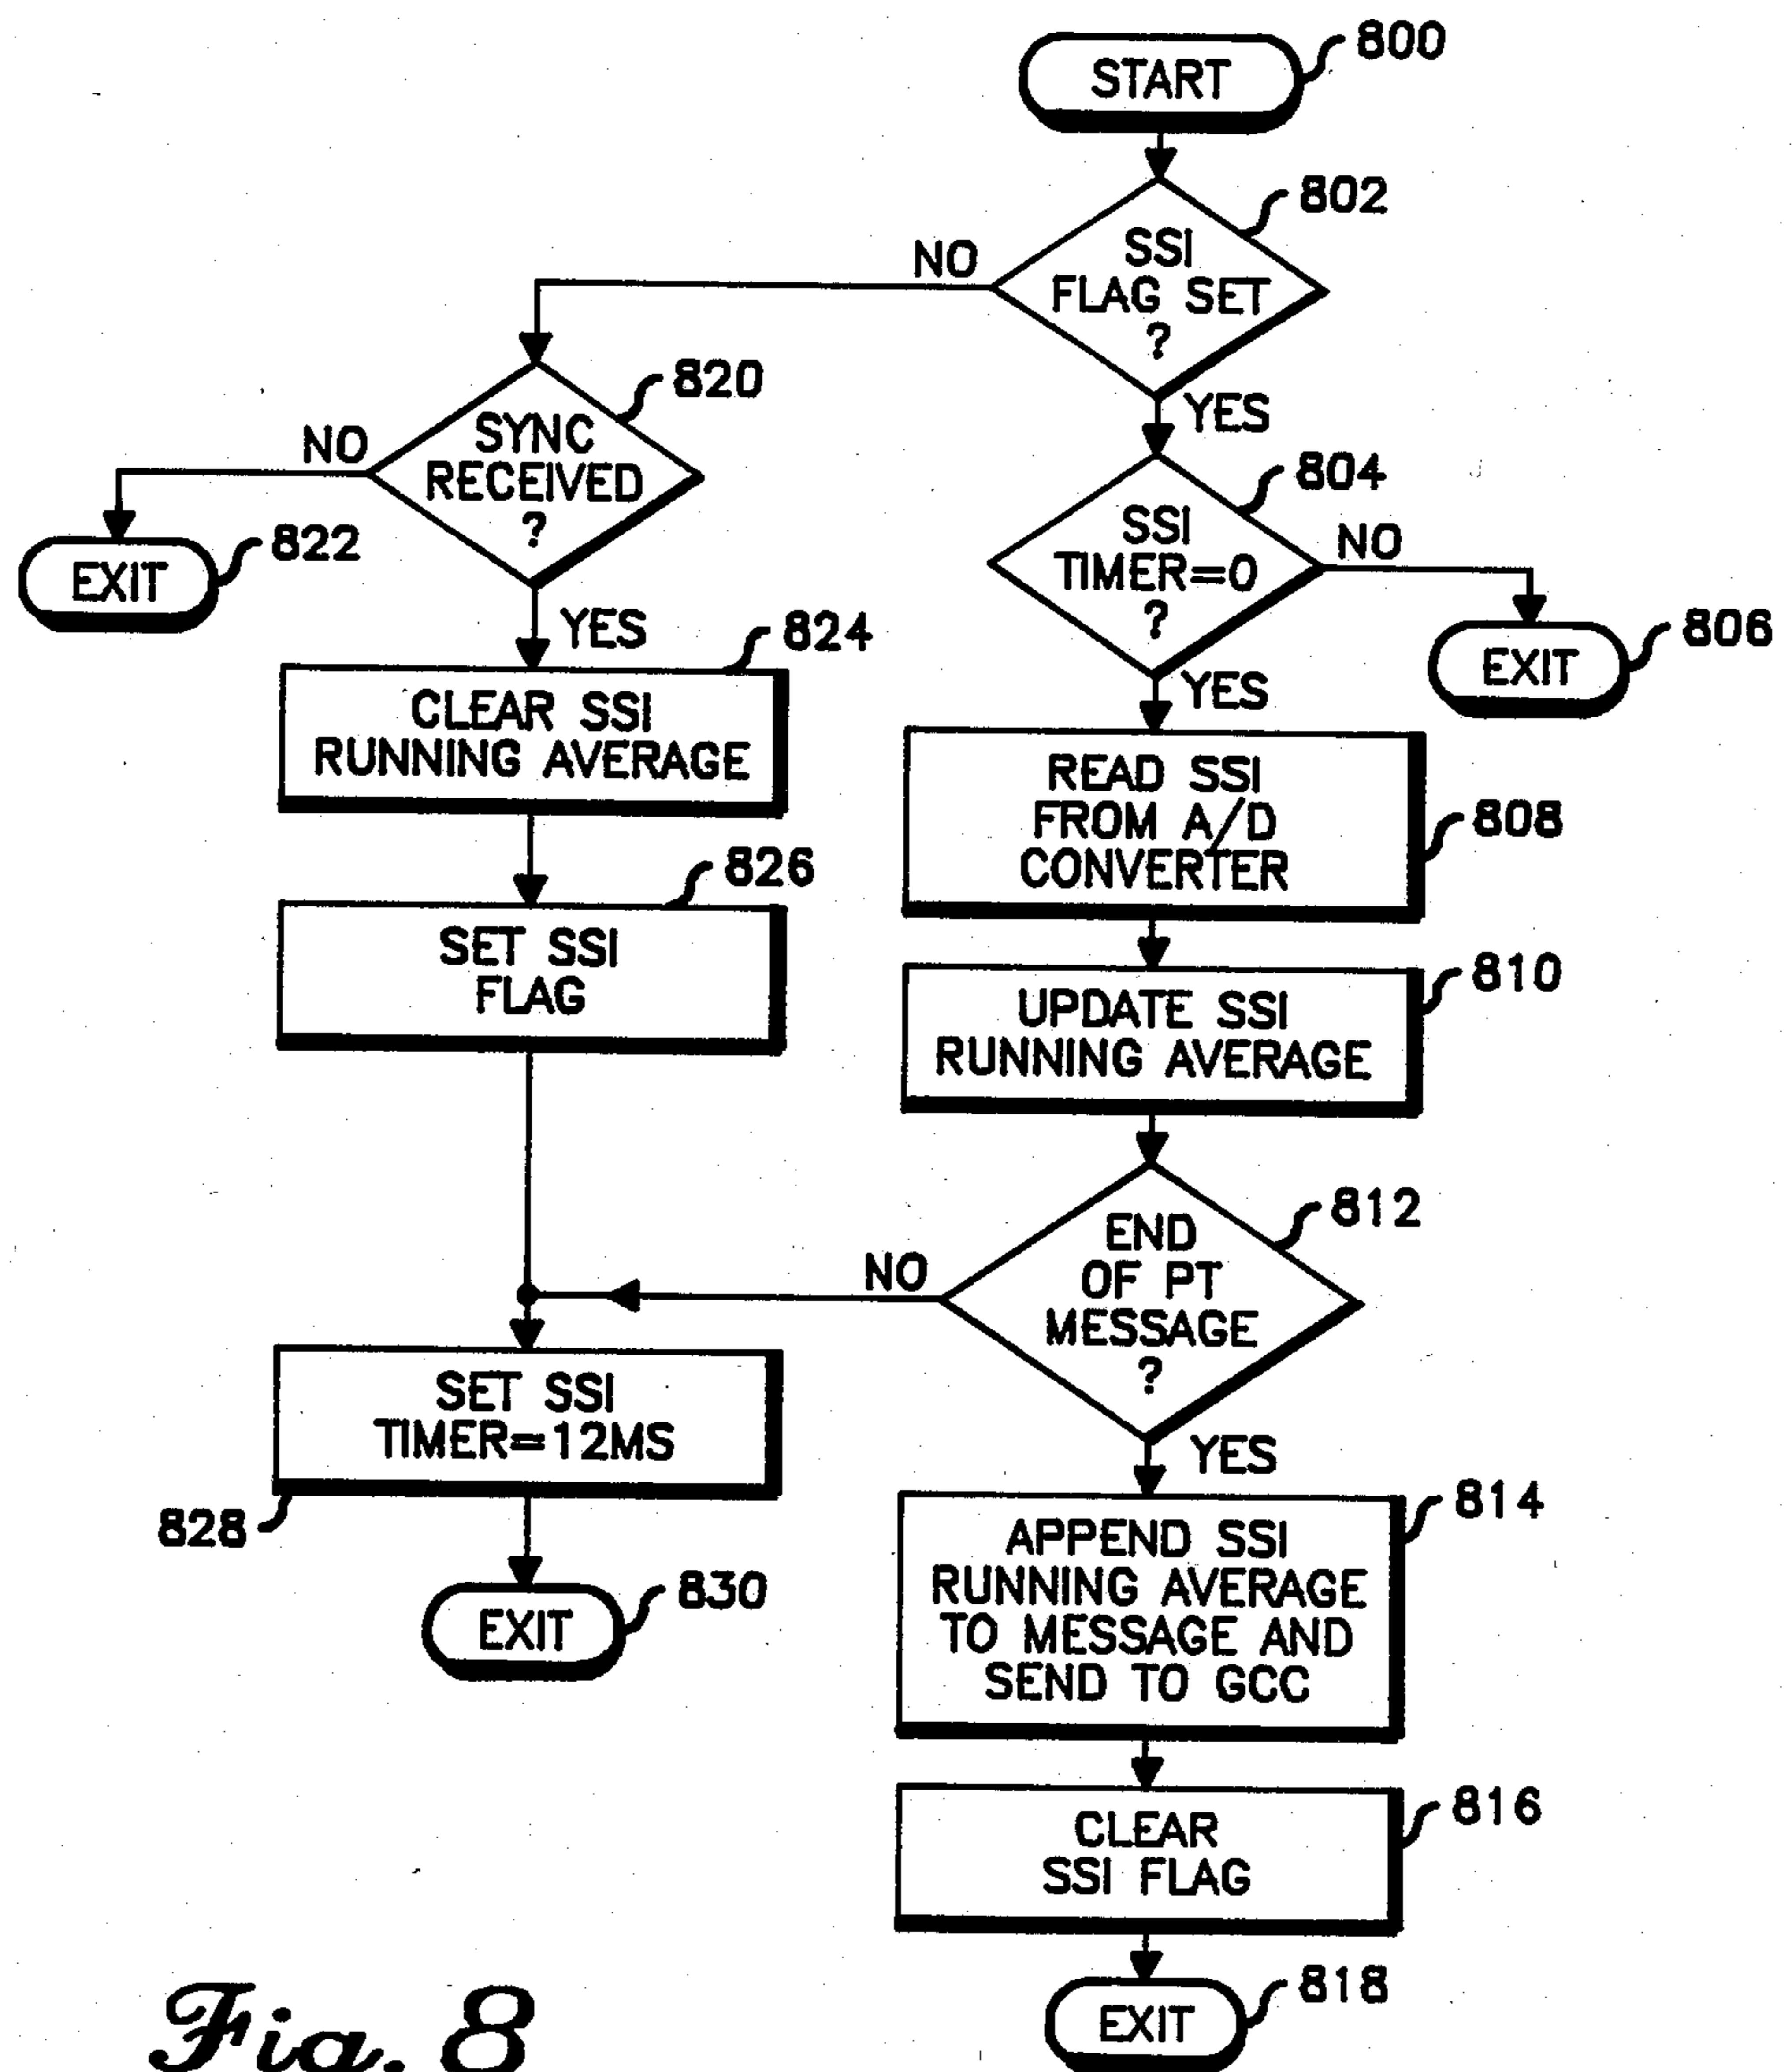 START
800
SSI
FLAG SET
?
802
NO
YES
SYNC
RECEIVED
?
820
NO
YES
EXIT
822
SSI
TIMER=0
?
804
NO
YES
EXIT
806
CLEAR SSI
RUNNING AVERAGE
824
READ SSI
FROM A/D
CONVERTER
808
SET SSI
FLAG
826
UPDATE SSI
RUNNING AVERAGE
810
END
OF PT
MESSAGE
?
812
NO
YES
SET SSI
TIMER=12MS
828
EXIT
830
APPEND SSI
RUNNING AVERAGE
TO MESSAGE AND
SEND TO GCC
814
CLEAR
SSI FLAG
816
EXIT
818
Fig. 8